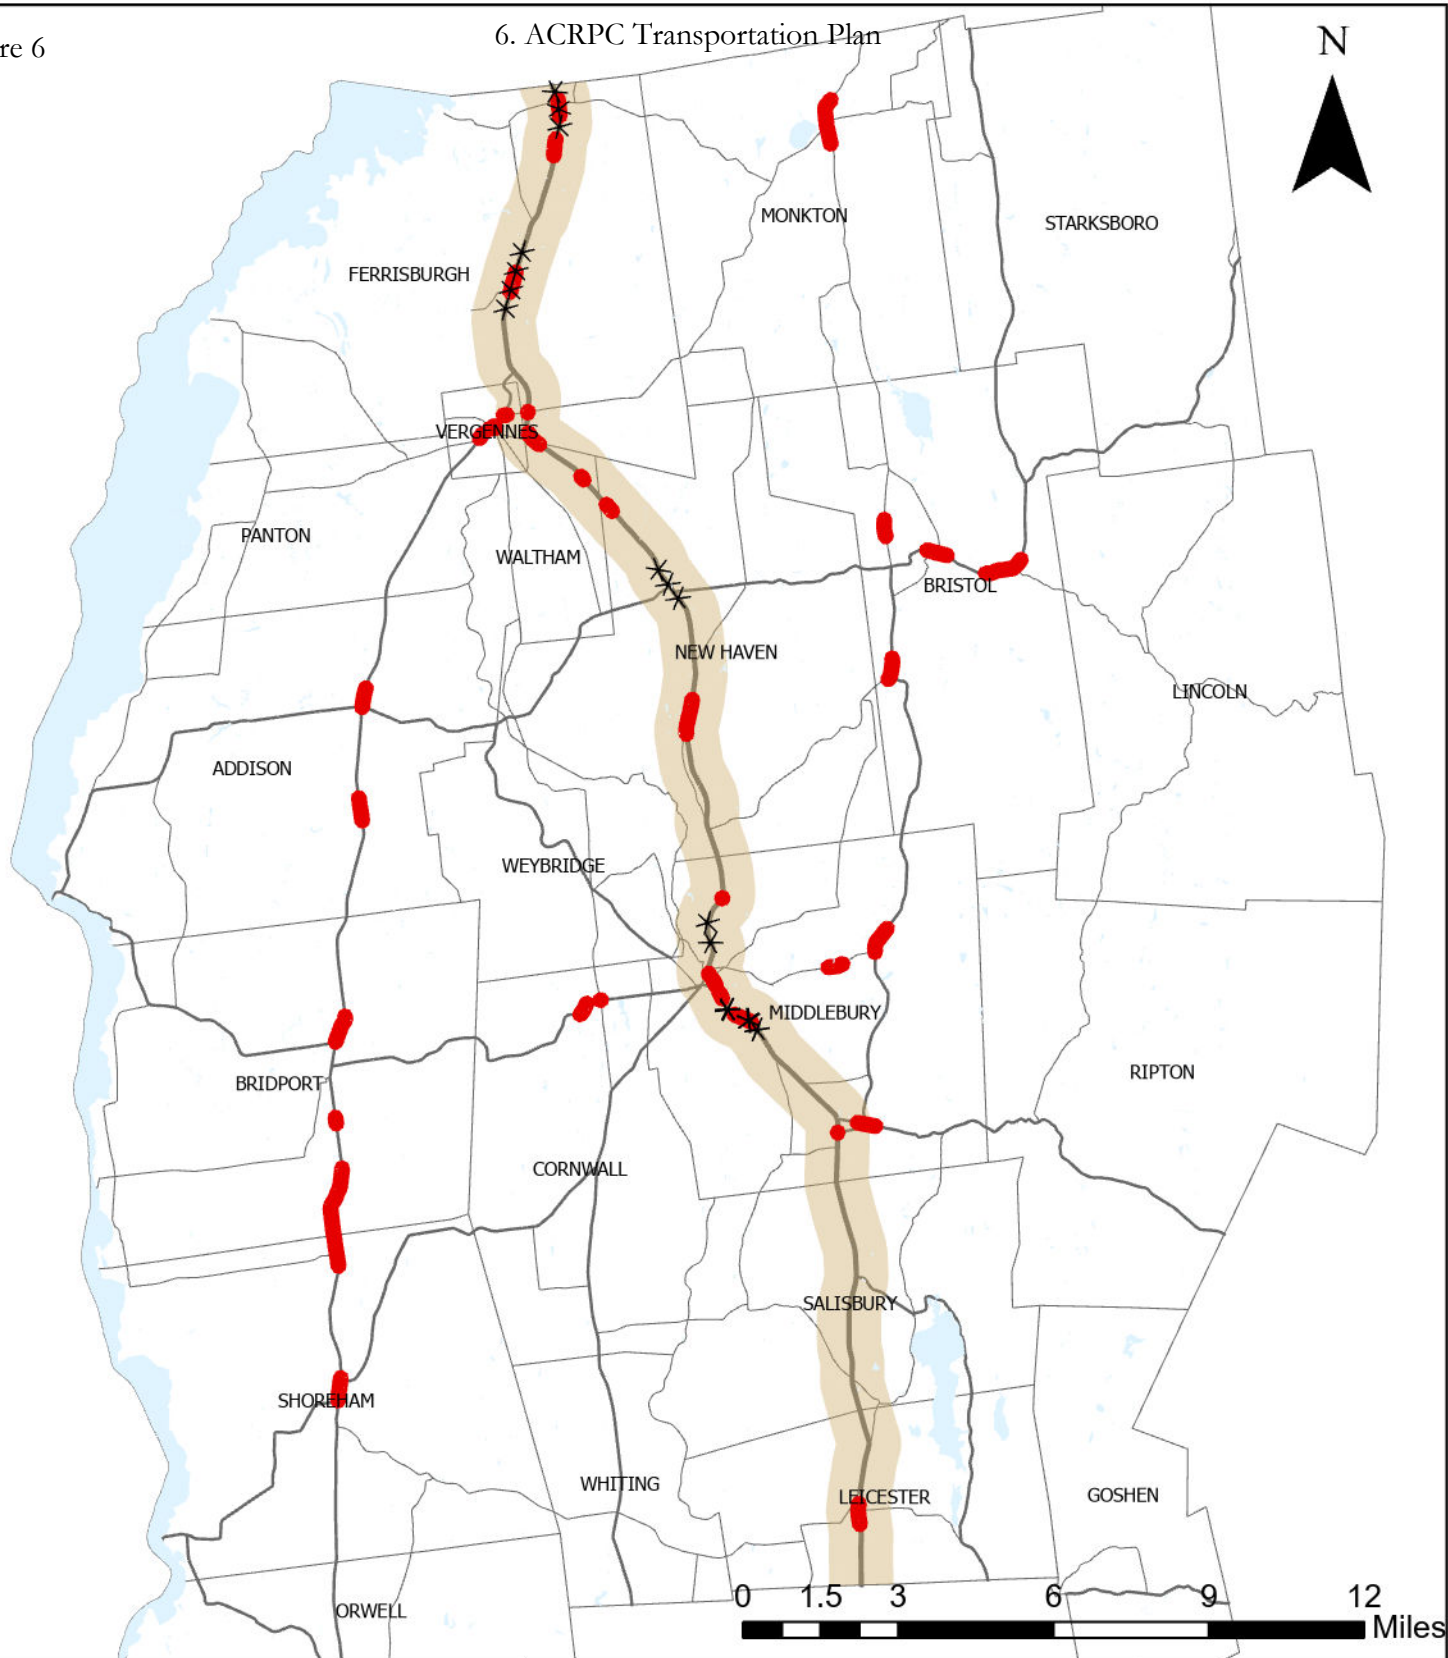 re 6
6. ACRPC Transportation Plan
N
MONKTON
STARKSBORO
FERRISBURGH
VERGENNES
PANTON
WALTHAM
BRISTOL
NEW HAVEN
LINCOLN
ADDISON
WEYBRIDGE
MIDDLEBURY
RIPTON
BRIDPORT
CORNWALL
SALISBURY
SHOREHAM
WHITING
LEICESTER
GOSHEN
ORWELL
0 1.5 3 6 9 12
Miles